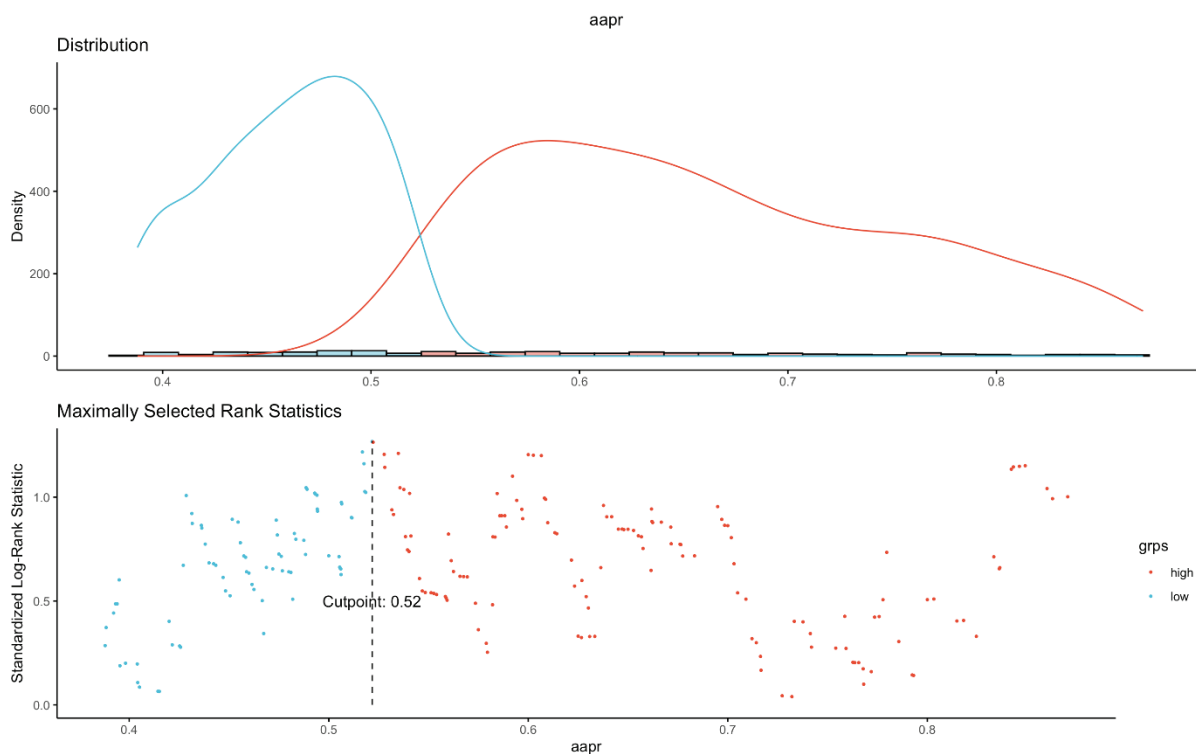 aapr
Distribution
Density
600
400
200
0
0.4 0.5 0.6 0.7 0.8
Maximally Selected Rank Statistics
Standardized Log-Rank Statistic
1.0
0.5
0.0
Cutpoint: 0.52
0.4 0.5 0.6 0.7 0.8
aapr
grps
high
low